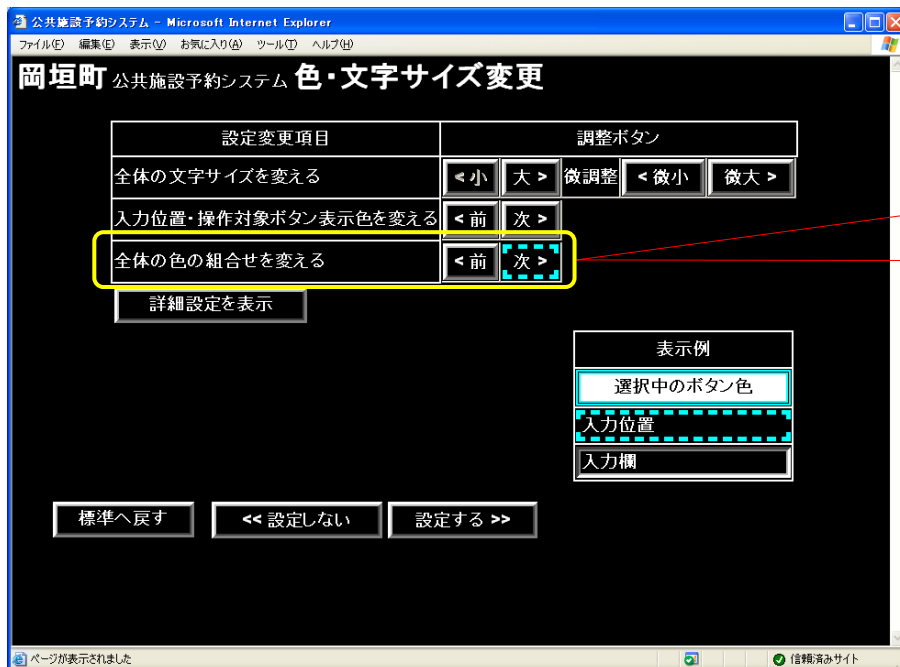 公共施設予約システム - Microsoft Internet Explorer
ファイル(F) 編集(E) 表示(V) お気に入り(A) ツール(T) ヘルプ(H)
岡垣町 公共施設予約システム 色・文字サイズ変更
設定変更項目 調整ボタン
全体の文字サイズを変える <小 大> 微調整 <微小 微大>
入力位置・操作対象ボタン表示色を変える <前 次>
全体の色の組合せを変える <前 次>
詳細設定を表示
表示例
選択中のボタン色
入力位置
入力欄
標準へ戻す << 設定しない 設定する >>
ページが表示されました 信頼済みサイト